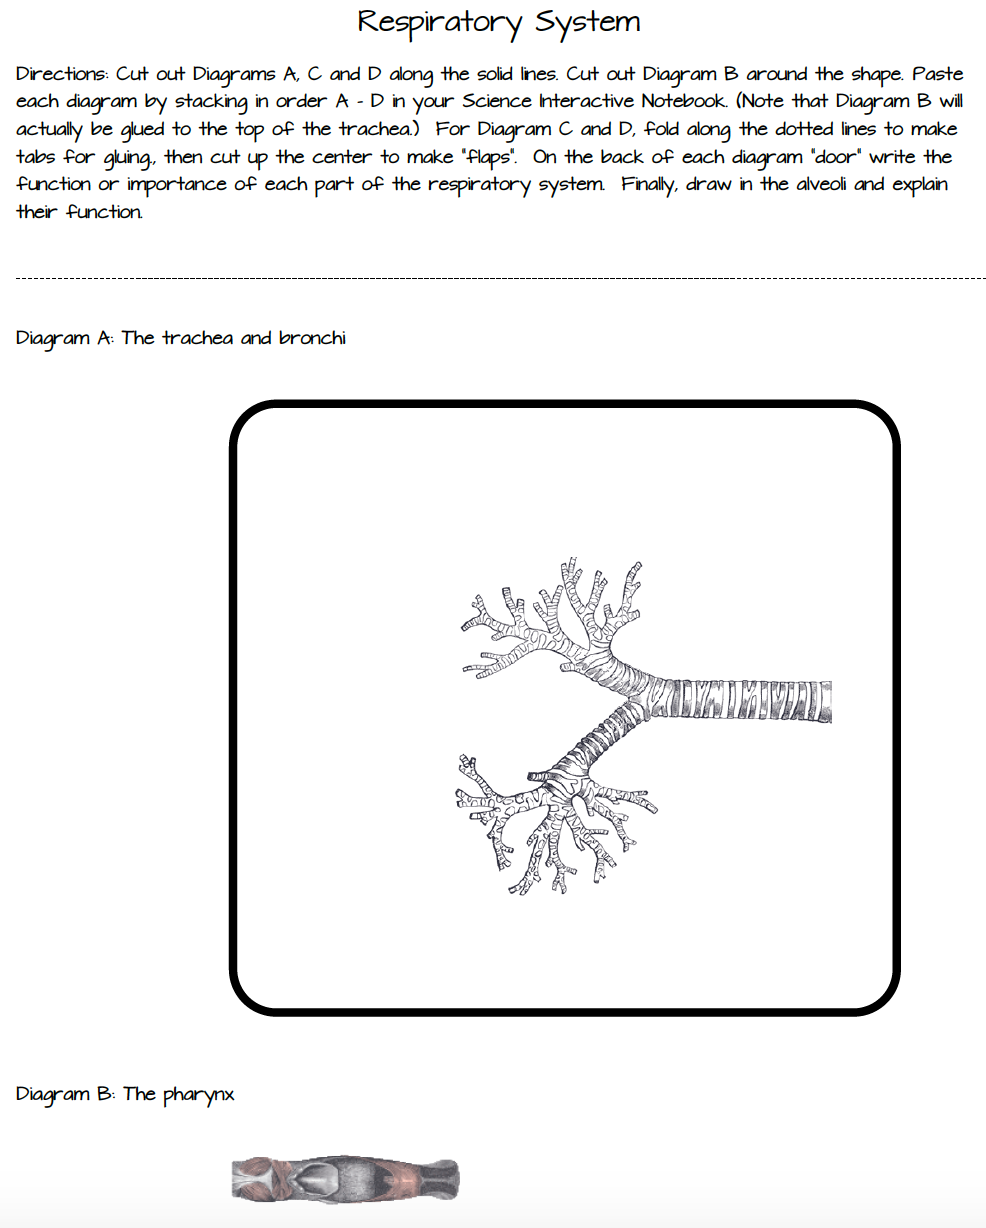 Respiratory System
Directions: Cut out Diagrams A, C and D along the solid lines. Cut out Diagram B around the shape. Paste
each diagram by stacking in order A - D in your Science Interactive Notebook. (Note that Diagram B will
actually be glued to the top of the trachea.) For Diagram C and D, fold along the dotted lines to make
tabs for gluing,, then cut up the center to make "flaps". On the back of each diagram "door" write the
function or importance of each part of the respiratory system. Finally, draw in the alveoli and explain
their function.
Diagram A: The trachea and bronchi
Diagram B: The pharynx